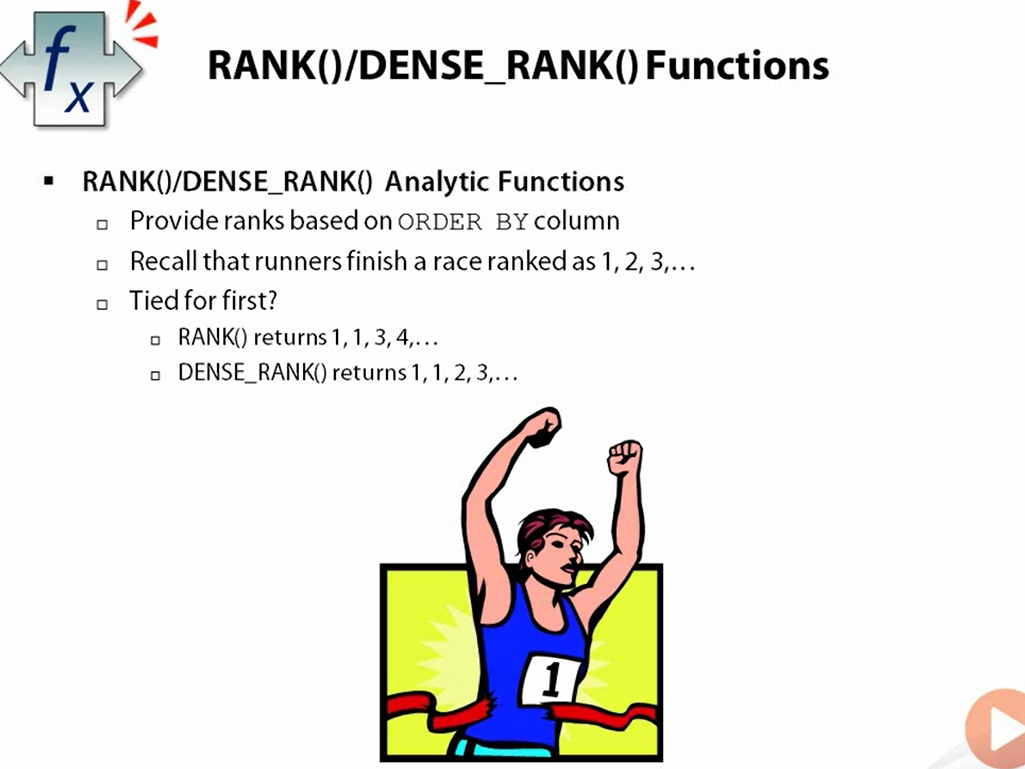 fx
RANK()/DENSE_RANK() Functions
RANK()/DENSE_RANK() Analytic Functions
Provide ranks based on ORDER BY column
Recall that runners finish a race ranked as 1, 2, 3,…
Tied for first?
RANK() returns 1, 1, 3, 4,…
DENSE_RANK() returns 1, 1, 2, 3,…
1